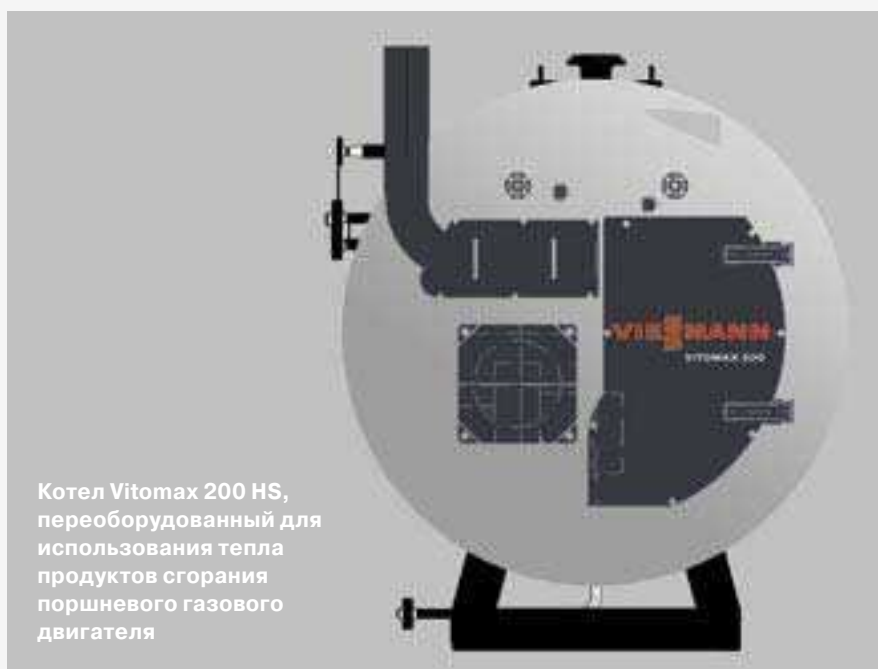 VIESMANN
VITOMAX 200
Котел Vitomax 200 HS,
переоборудованный для
использования тепла
продуктов сгорания
поршневого газового
двигателя